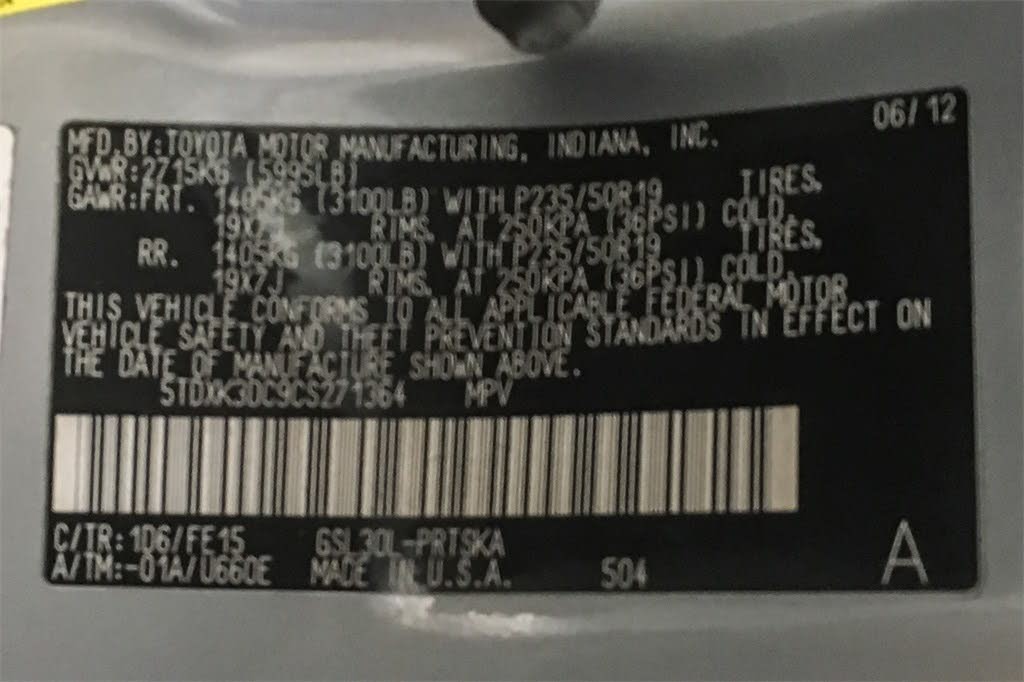 06/12
MFD.BY:TOYOTA MOTOR MANUFACTURING, INDIANA, INC.
GVWR:2715KG (5995LB)
GAWR:FRT. 1405KG (3100LB) WITH P235/50R19 TIRES,
19X7J RIMS, AT 250KPA (36PSI) COLD.
RR. 1405KG (3100LB) WITH P235/50R19 TIRES,
19X7J RIMS, AT 250KPA (36PSI) COLD.
THIS VEHICLE CONFORMS TO ALL APPLICABLE FEDERAL MOTOR
VEHICLE SAFETY AND THEFT PREVENTION STANDARDS IN EFFECT ON
THE DATE OF MANUFACTURE SHOWN ABOVE.
5TDXK3DC9CS271364 MPV
C/TR:1D6/FE15 GSL30L-PRTSKA
A/TM:-01A/U660E MADE IN U.S.A. 504 A